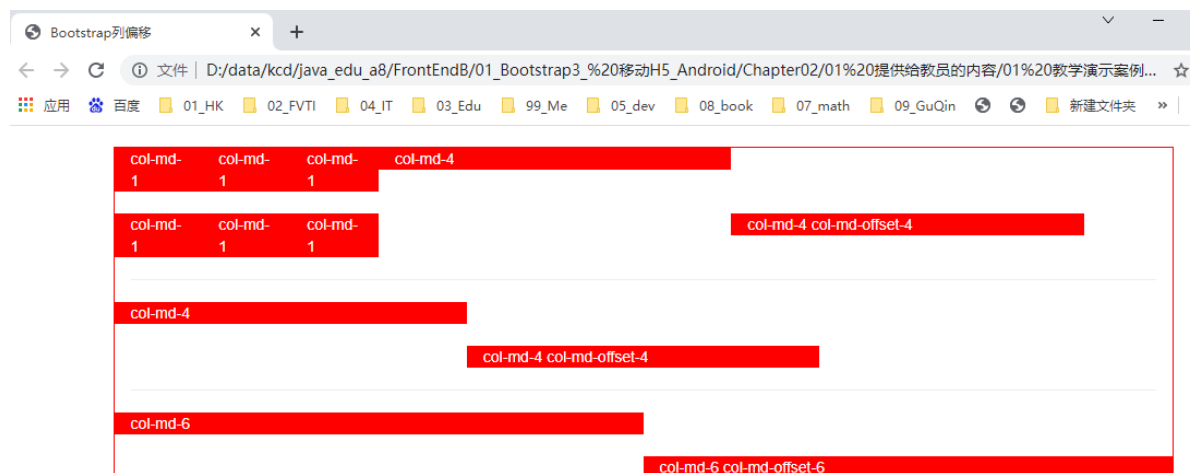 Bootstrap列偏移
文件 D:/data/kcd/java_edu_a8/FrontEndB/01_Bootstrap3_%20移动H5_Android/Chapter02/01%20提供给教员的内容/01%20教学演示案例...
应用 百度 01_HK 02_FVTI 04_IT 03_Edu 99_Me 05_dev 08_book 07_math 09_GuQin 新建文件夹 »
col-md-1 col-md-1 col-md-1 col-md-4
col-md-1 col-md-1 col-md-1 col-md-4 col-md-offset-4
col-md-4
col-md-4 col-md-offset-4
col-md-6
col-md-6 col-md-offset-6